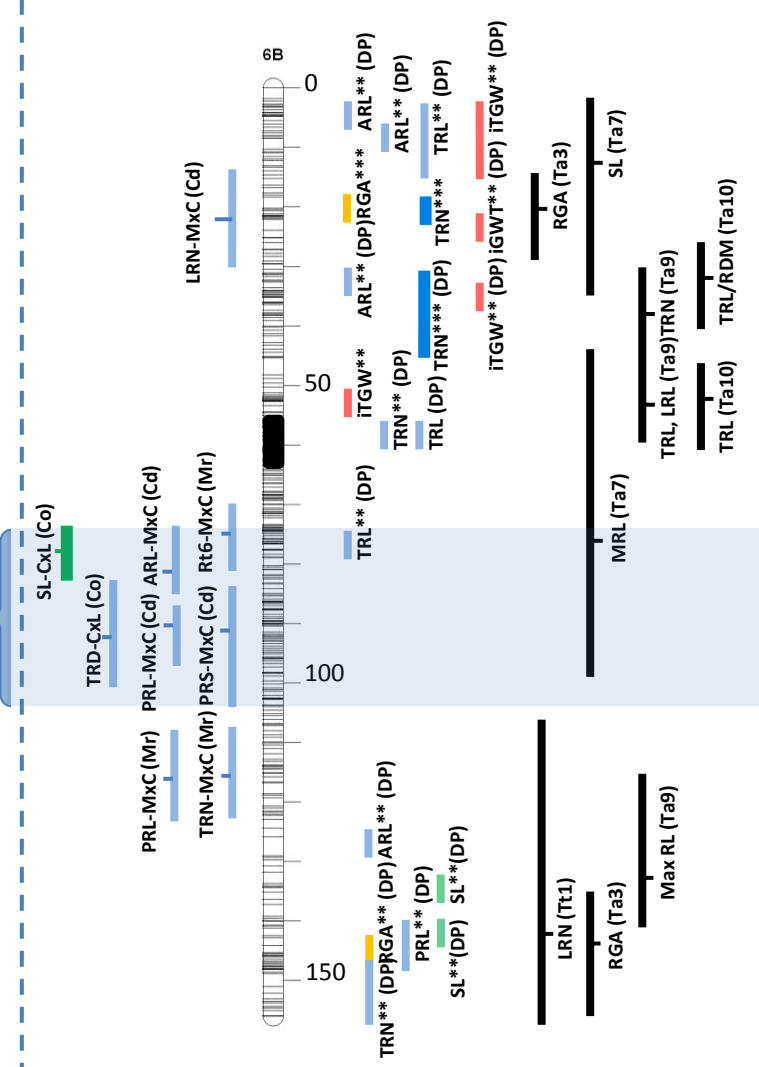 6B
0
50
100
150
LRN-MxC (Cd)
SL-CxL (Co)
TRD-CxL (Co)
ARL-MxC (Cd)
PRL-MxC (Cd)
Rt6-MxC (Mr)
PRS-MxC (Cd)
PRL-MxC (Mr)
TRN-MxC (Mr)
ARL** (DP)
RGA***
ARL** (DP)
iTGW**
TRL** (DP)
ARL** (DP)
TRN** (DP)
TRL** (DP)
TRN***
TRN*** (DP)
TRL (DP)
iTGW** (DP)
iGWT** (DP)
iTGW** (DP)
RGA (Ta3)
SL (Ta7)
MRL (Ta7)
TRN (Ta9)
TRL, LRL (Ta9)
TRL/RDM (Ta10)
TRL (Ta10)
ARL** (DP)
RGA** (DP)
TRN** (DP)
PRL** (DP)
SL**(DP)
SL**(DP)
LRN (Tt1)
RGA (Ta3)
Max RL (Ta9)